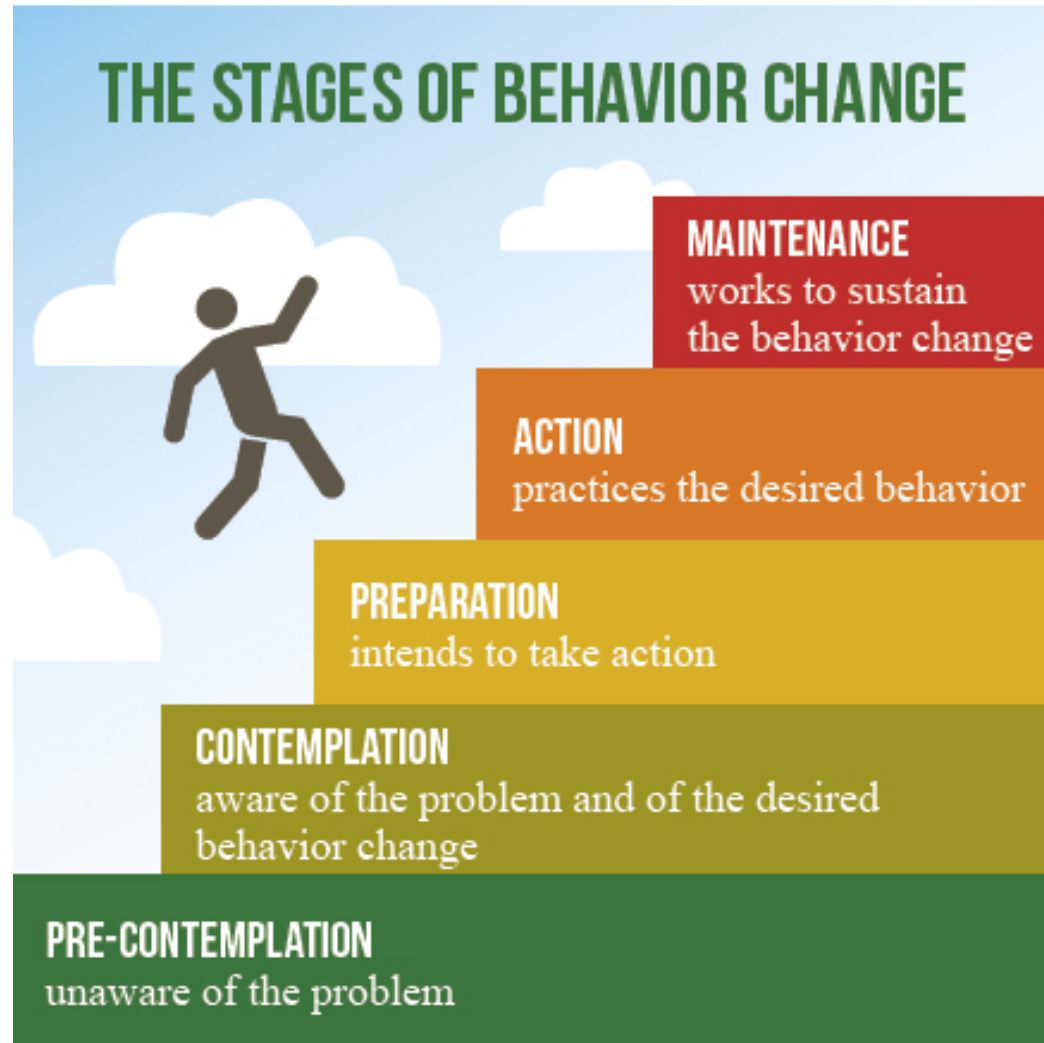 THE STAGES OF BEHAVIOR CHANGE
MAINTENANCE
works to sustain
the behavior change
ACTION
practices the desired behavior
PREPARATION
intends to take action
CONTEMPLATION
aware of the problem and of the desired
behavior change
PRE-CONTEMPLATION
unaware of the problem